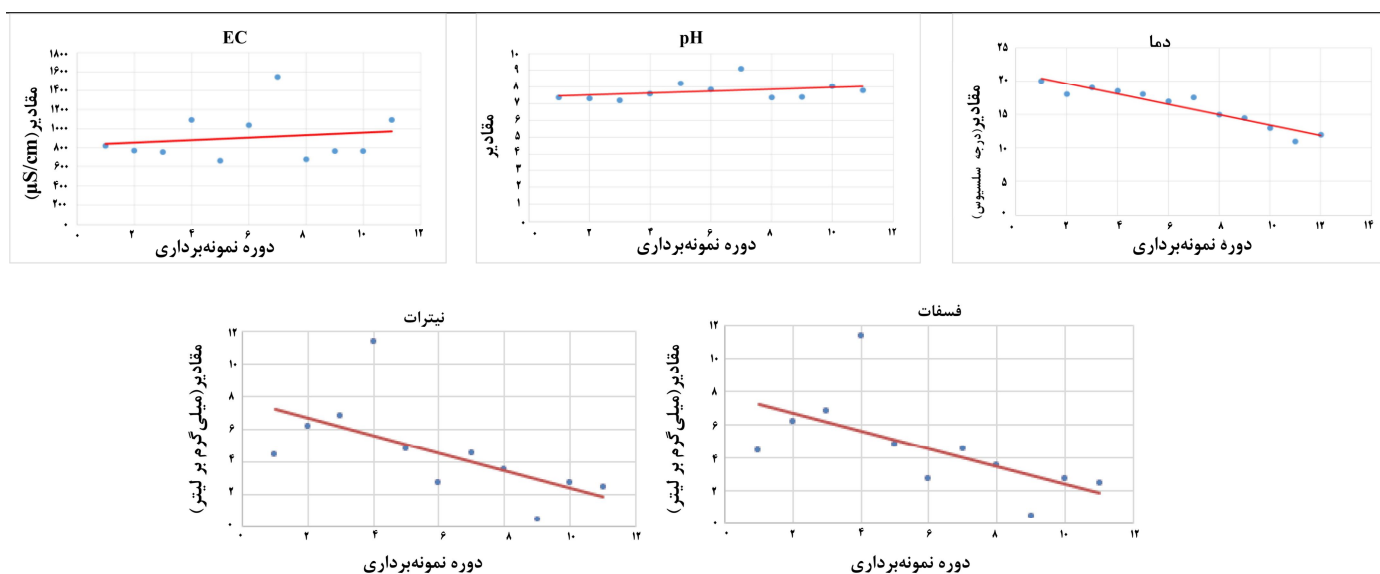 EC
مقادیر(µS/cm)
۱۸۰۰
۱۶۰۰
۱۴۰۰
۱۲۰۰
۱۰۰۰
۸۰۰
۶۰۰
۴۰۰
۲۰۰
۰
۰ ۲ ۴ ۶ ۸ ۱۰ ۱۲
دوره نمونه‌برداری
pH
مقادیر
۱۰
۹
۸
۷
۶
۵
۴
۳
۲
۱
۰
۰ ۲ ۴ ۶ ۸ ۱۰ ۱۲
دوره نمونه‌برداری
دما
مقادیر(درجه سلسیوس)
۲۵
۲۰
۱۵
۱۰
۵
۰
۰ ۲ ۴ ۶ ۸ ۱۰ ۱۲ ۱۴
دوره نمونه‌برداری
نیترات
مقادیر(میلی گرم بر لیتر)
۱۲
۱۰
۸
۶
۴
۲
۰
۰ ۲ ۴ ۶ ۸ ۱۰ ۱۲
دوره نمونه‌برداری
فسفات
مقادیر(میلی گرم بر لیتر)
۱۲
۱۰
۸
۶
۴
۲
۰
۰ ۲ ۴ ۶ ۸ ۱۰ ۱۲
دوره نمونه‌برداری